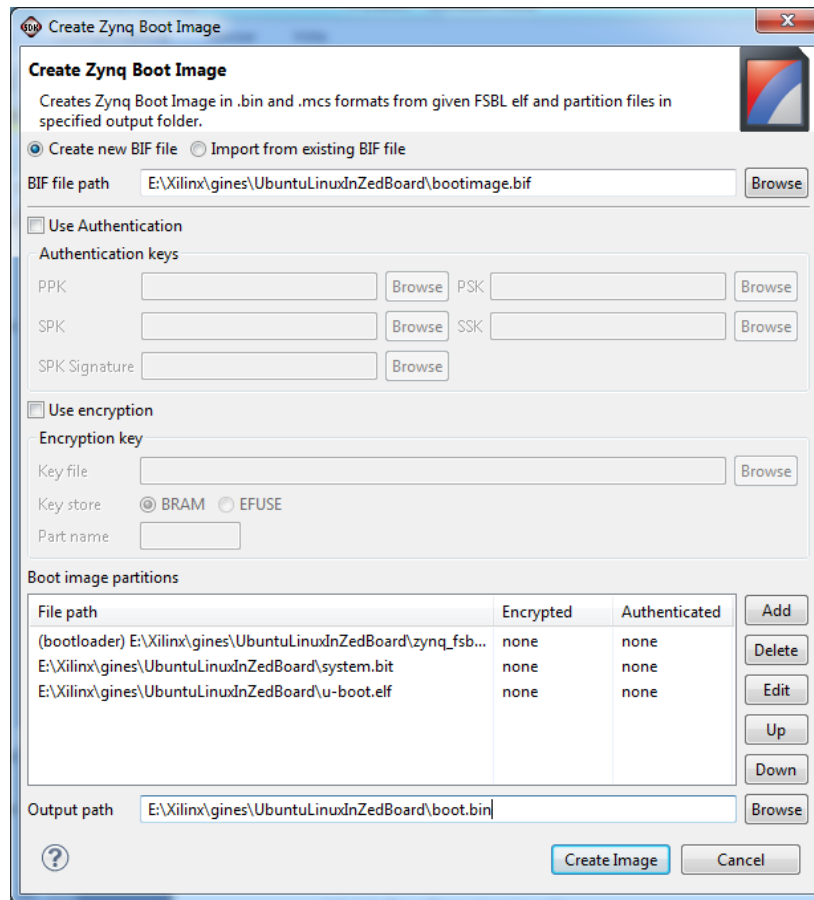 SDK Create Zynq Boot Image
Create Zynq Boot Image
Creates Zynq Boot Image in .bin and .mcs formats from given FSBL elf and partition files in
specified output folder.
Create new BIF file Import from existing BIF file
BIF file path E:\Xilinx\gines\UbuntuLinuxInZedBoard\bootimage.bif Browse
Use Authentication
Authentication keys
PPK Browse PSK Browse
SPK Browse SSK Browse
SPK Signature Browse
Use encryption
Encryption key
Key file Browse
Key store BRAM EFUSE
Part name
Boot image partitions
File path Encrypted Authenticated Add
(bootloader) E:\Xilinx\gines\UbuntuLinuxInZedBoard\zynq_fsb... none none
Delete
E:\Xilinx\gines\UbuntuLinuxInZedBoard\system.bit none none
E:\Xilinx\gines\UbuntuLinuxInZedBoard\u-boot.elf none none Edit
Up
Down
Output path E:\Xilinx\gines\UbuntuLinuxInZedBoard\boot.bin Browse
? Create Image Cancel